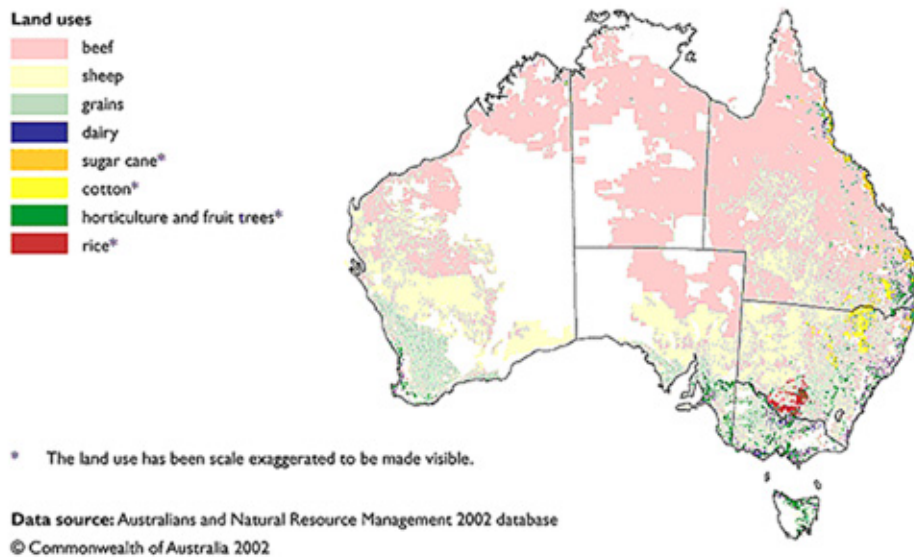 Land uses
beef
sheep
grains
dairy
sugar cane*
cotton*
horticulture and fruit trees*
rice*
* The land use has been scale exaggerated to be made visible.
Data source: Australians and Natural Resource Management 2002 database
© Commonwealth of Australia 2002